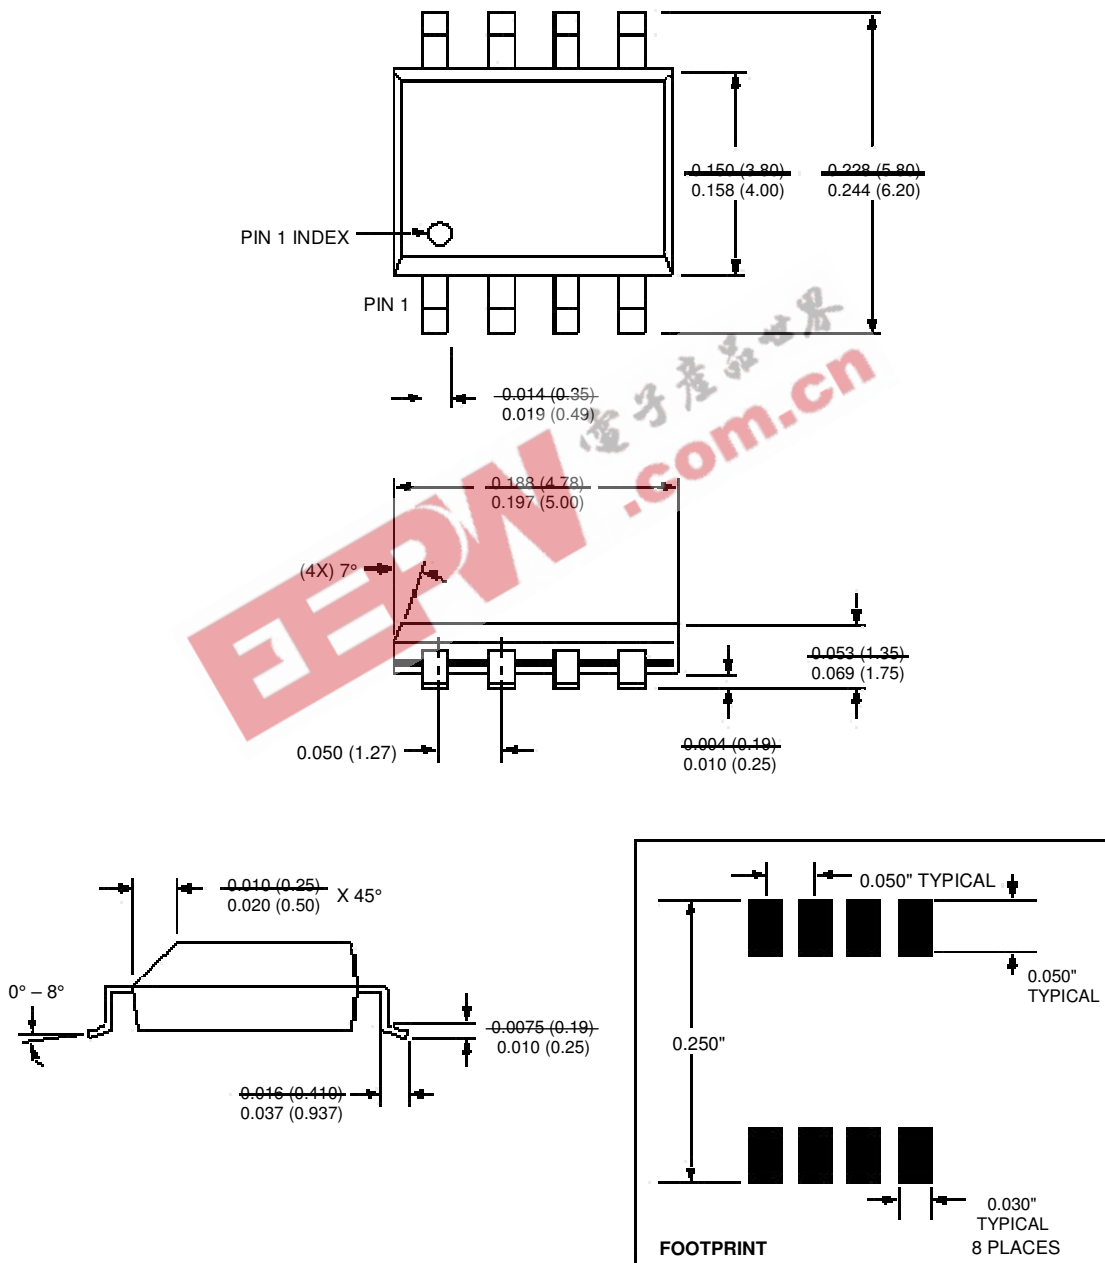 0.150 (3.80)
0.158 (4.00)
0.228 (5.80)
0.244 (6.20)
PIN 1 INDEX
PIN 1
0.014 (0.35)
0.019 (0.49)
電子産品世界
EEPW.com.cn
0.188 (4.78)
0.197 (5.00)
(4X) 7°
0.053 (1.35)
0.069 (1.75)
0.050 (1.27)
0.004 (0.19)
0.010 (0.25)
0.010 (0.25)
0.020 (0.50)
X 45°
0° – 8°
0.0075 (0.19)
0.010 (0.25)
0.016 (0.410)
0.037 (0.937)
0.050" TYPICAL
0.050"
TYPICAL
0.250"
0.030"
TYPICAL
8 PLACES
FOOTPRINT